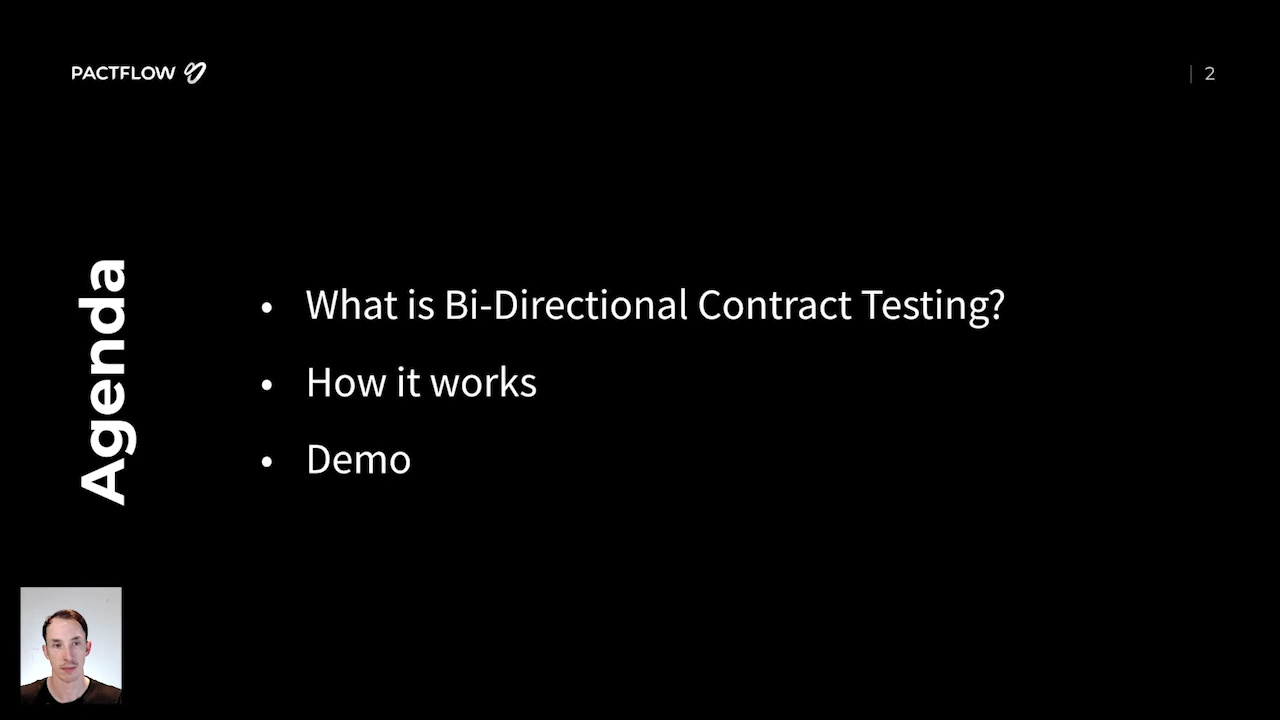 PACTFLOW
| 2
Agenda
• What is Bi-Directional Contract Testing?
• How it works
• Demo